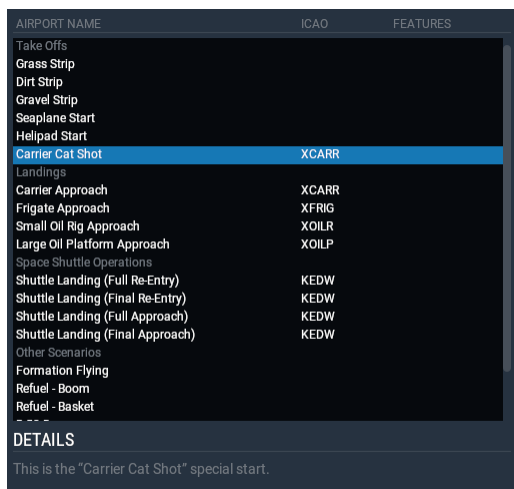 AIRPORT NAME ICAO FEATURES
Take Offs
Grass Strip
Dirt Strip
Gravel Strip
Seaplane Start
Helipad Start
Carrier Cat Shot XCARR
Landings
Carrier Approach XCARR
Frigate Approach XFRIG
Small Oil Rig Approach XOILR
Large Oil Platform Approach XOILP
Space Shuttle Operations
Shuttle Landing (Full Re-Entry) KEDW
Shuttle Landing (Final Re-Entry) KEDW
Shuttle Landing (Full Approach) KEDW
Shuttle Landing (Final Approach) KEDW
Other Scenarios
Formation Flying
Refuel - Boom
Refuel - Basket
DETAILS
This is the “Carrier Cat Shot” special start.